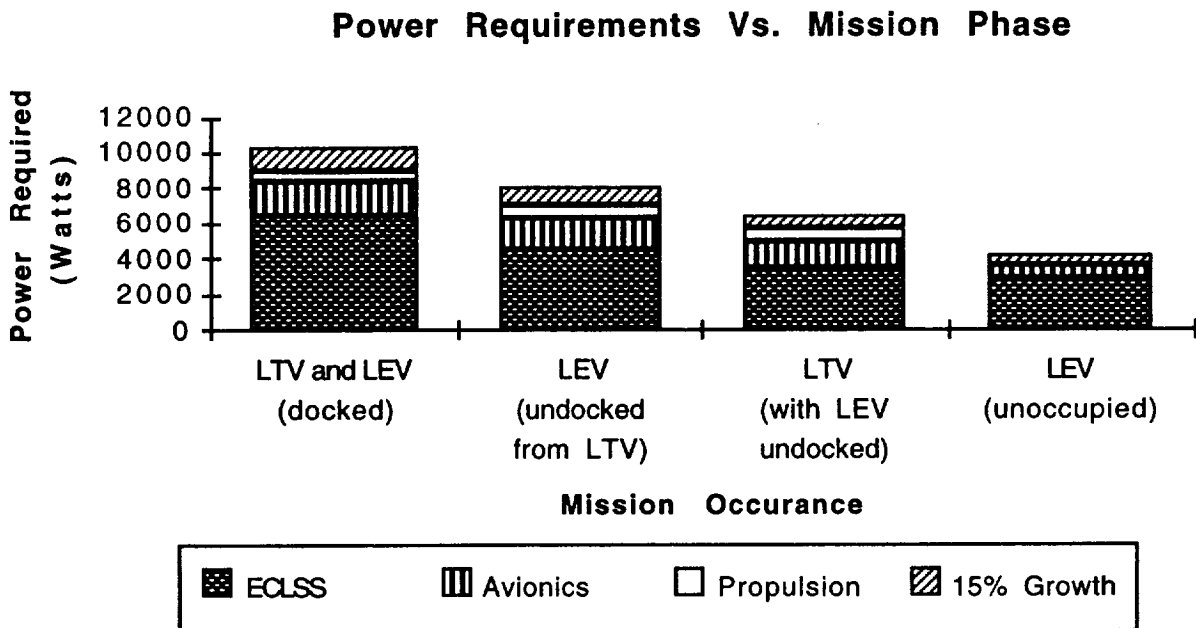 Power Requirements Vs. Mission Phase
Power Required
(Watts)
12000
10000
8000
6000
4000
2000
0
LTV and LEV
(docked)
LEV
(undocked
from LTV)
LTV
(with LEV
undocked)
LEV
(unoccupied)
Mission Occurance
ECLSS
Avionics
Propulsion
15% Growth